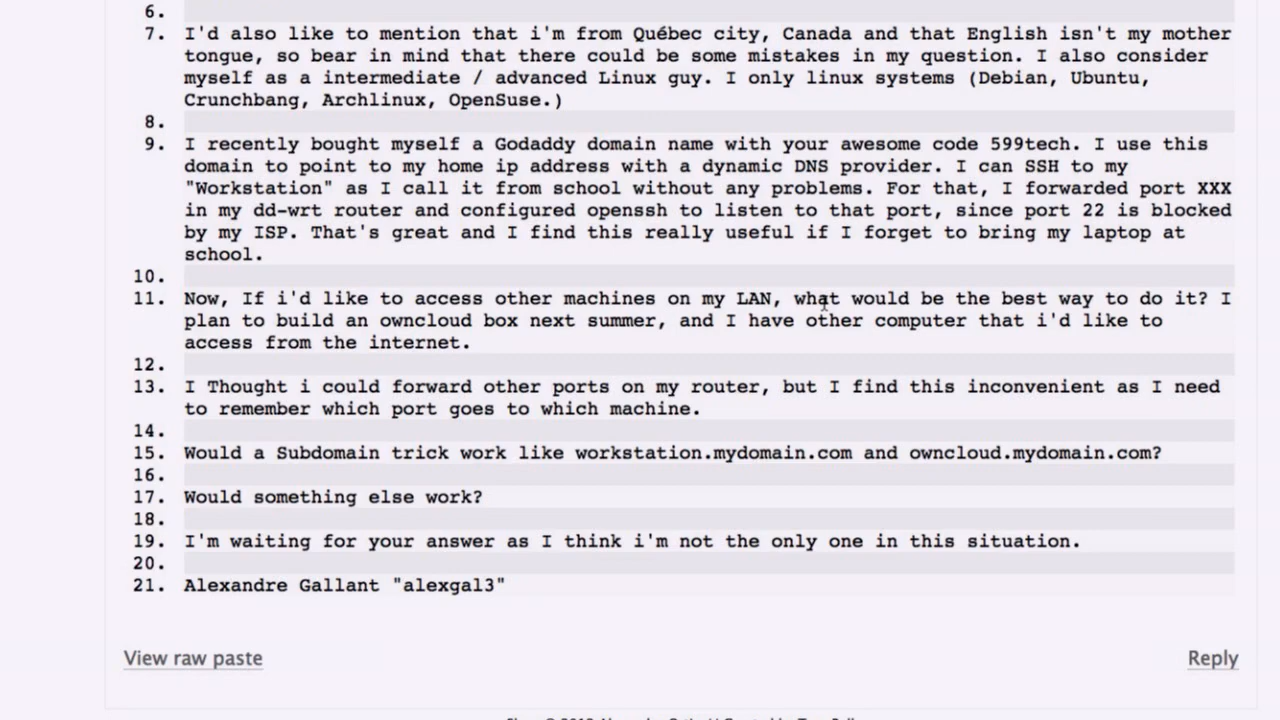 6.
7. I'd also like to mention that i'm from Québec city, Canada and that English isn't my mother
tongue, so bear in mind that there could be some mistakes in my question. I also consider
myself as a intermediate / advanced Linux guy. I only linux systems (Debian, Ubuntu,
Crunchbang, Archlinux, OpenSuse.)
8.
9. I recently bought myself a Godaddy domain name with your awesome code 599tech. I use this
domain to point to my home ip address with a dynamic DNS provider. I can SSH to my
"Workstation" as I call it from school without any problems. For that, I forwarded port XXX
in my dd-wrt router and configured openssh to listen to that port, since port 22 is blocked
by my ISP. That's great and I find this really useful if I forget to bring my laptop at
school.
10.
11. Now, If i'd like to access other machines on my LAN, what would be the best way to do it? I
plan to build an owncloud box next summer, and I have other computer that i'd like to
access from the internet.
12.
13. I Thought i could forward other ports on my router, but I find this inconvenient as I need
to remember which port goes to which machine.
14.
15. Would a Subdomain trick work like workstation.mydomain.com and owncloud.mydomain.com?
16.
17. Would something else work?
18.
19. I'm waiting for your answer as I think i'm not the only one in this situation.
20.
21. Alexandre Gallant "alexgal3"
View raw paste
Reply